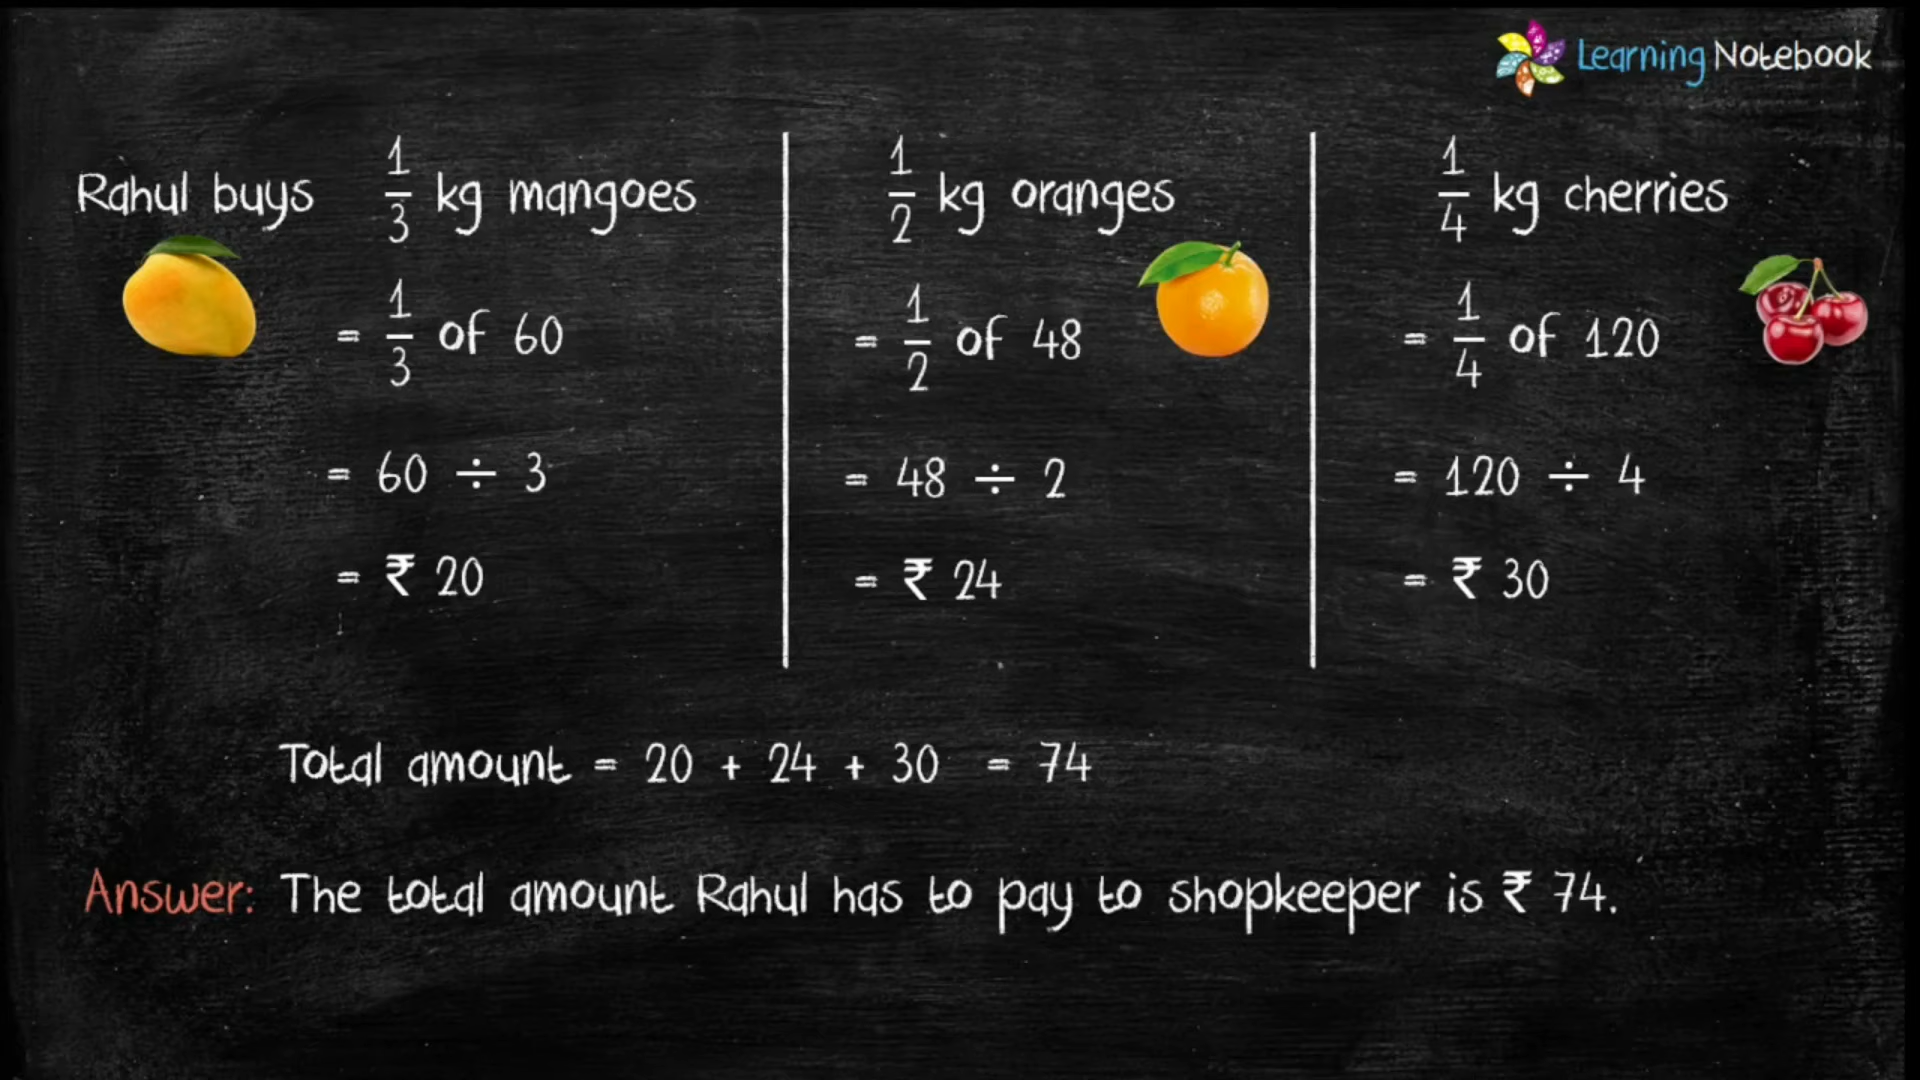 Learning Notebook
Rahul buys 1/3 kg mangoes
= 1/3 of 60
= 60 ÷ 3
= ₹ 20
1/2 kg oranges
= 1/2 of 48
= 48 ÷ 2
= ₹ 24
1/4 kg cherries
= 1/4 of 120
= 120 ÷ 4
= ₹ 30
Total amount = 20 + 24 + 30 = 74
Answer: The total amount Rahul has to pay to shopkeeper is ₹ 74.